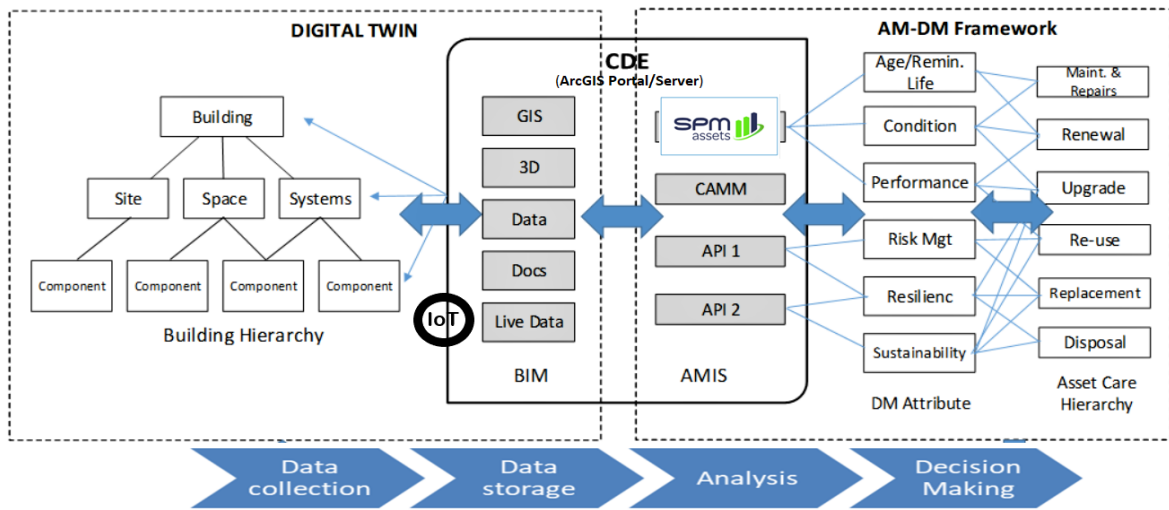 DIGITAL TWIN
Building
Site
Space
Systems
Component
Component
Component
Component
Building Hierarchy
CDE
(ArcGIS Portal/Server)
GIS
3D
Data
Docs
Live Data
IoT
BIM
SPM
assets
CAMM
API 1
API 2
AMIS
AM-DM Framework
Age/Remin.
Life
Condition
Performance
Risk Mgt
Resilienc
Sustainability
DM Attribute
Maint. &
Repairs
Renewal
Upgrade
Re-use
Replacement
Disposal
Asset Care
Hierarchy
Data
collection
Data
storage
Analysis
Decision
Making